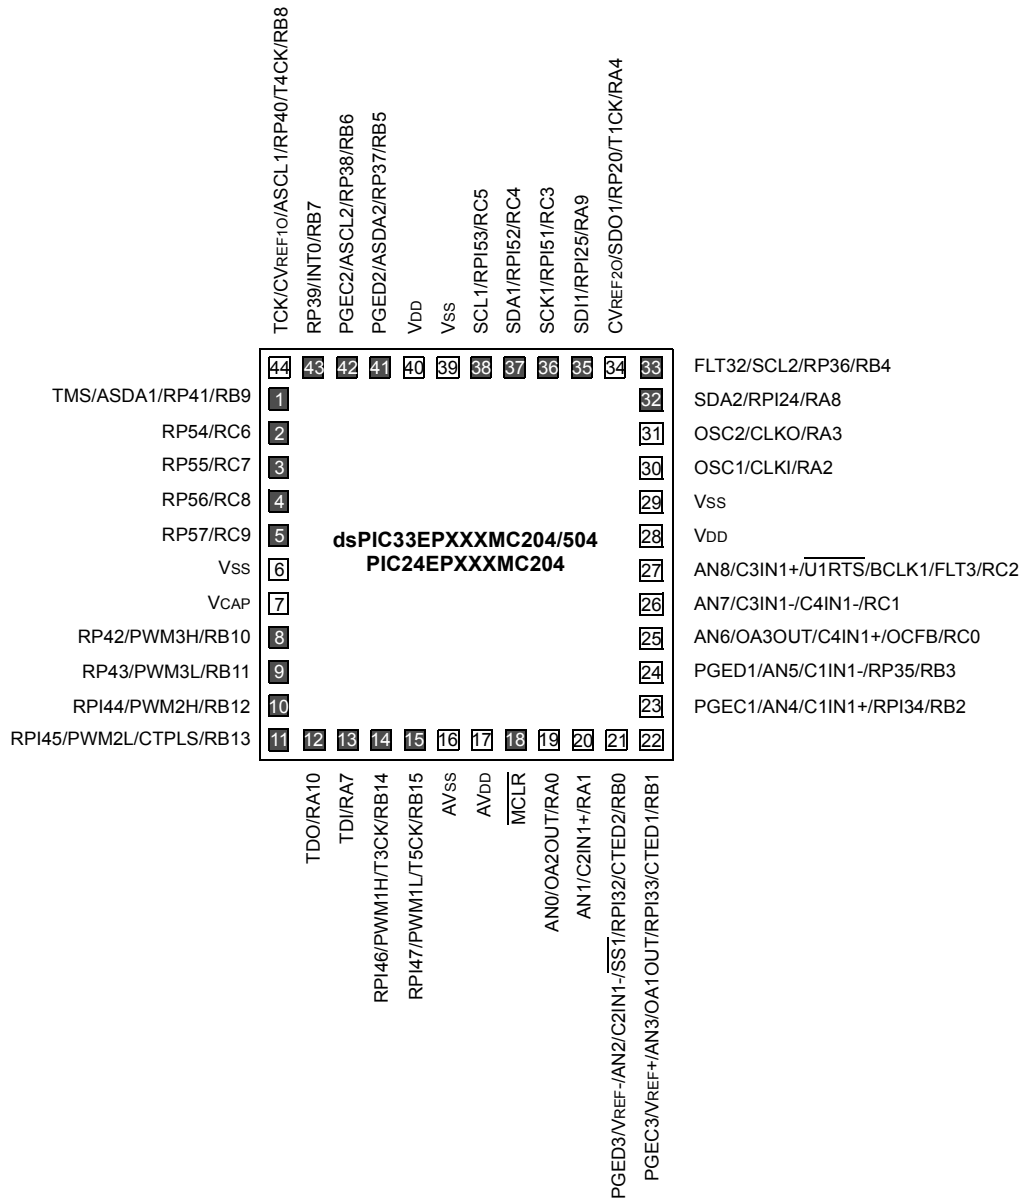 TCK/CVREF1O/ASCL1/RP40/T4CK/RB8
RP39/INT0/RB7
PGEC2/ASCL2/RP38/RB6
PGED2/ASDA2/RP37/RB5
VDD
VSS
SCL1/RPI53/RC5
SDA1/RPI52/RC4
SCK1/RPI51/RC3
SDI1/RPI25/RA9
CVREF2O/SDO1/RP20/T1CK/RA4
44 43 42 41 40 39 38 37 36 35 34 33 FLT32/SCL2/RP36/RB4
TMS/ASDA1/RP41/RB9 1 32 SDA2/RPI24/RA8
RP54/RC6 2 31 OSC2/CLKO/RA3
RP55/RC7 3 30 OSC1/CLKI/RA2
RP56/RC8 4 29 VSS
RP57/RC9 5 28 VDD
dsPIC33EPXXXMC204/504
PIC24EPXXXMC204
VSS 6 27 AN8/C3IN1+/U1RTS/BCLK1/FLT3/RC2
VCAP 7 26 AN7/C3IN1-/C4IN1-/RC1
RP42/PWM3H/RB10 8 25 AN6/OA3OUT/C4IN1+/OCFB/RC0
RP43/PWM3L/RB11 9 24 PGED1/AN5/C1IN1-/RP35/RB3
RPI44/PWM2H/RB12 10 23 PGEC1/AN4/C1IN1+/RPI34/RB2
RPI45/PWM2L/CTPLS/RB13 11 12 13 14 15 16 17 18 19 20 21 22
TDO/RA10
TDI/RA7
RPI46/PWM1H/T3CK/RB14
RPI47/PWM1L/T5CK/RB15
AVSS
AVDD
MCLR
AN0/OA2OUT/RA0
AN1/C2IN1+/RA1
PGED3/VREF-/AN2/C2IN1-/SS1/RPI32/CTED2/RB0
PGEC3/VREF+/AN3/OA1OUT/RPI33/CTED1/RB1